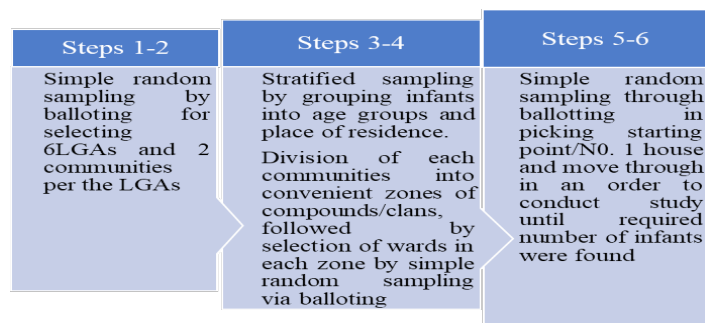 Steps 1-2
Simple random
sampling by
balloting for
selecting
6LGAs and 2
communities
per the LGAs
Steps 3-4
Stratified sampling
by grouping infants
into age groups and
place of residence.
Division of each
communities into
convenient zones of
compounds/clans,
followed by
selection of wards in
each zone by simple
random sampling
via balloting
Steps 5-6
Simple random
sampling through
ballotting in
picking starting
point/N0. 1 house
and move through
in an order to
conduct study
until required
number of infants
were found